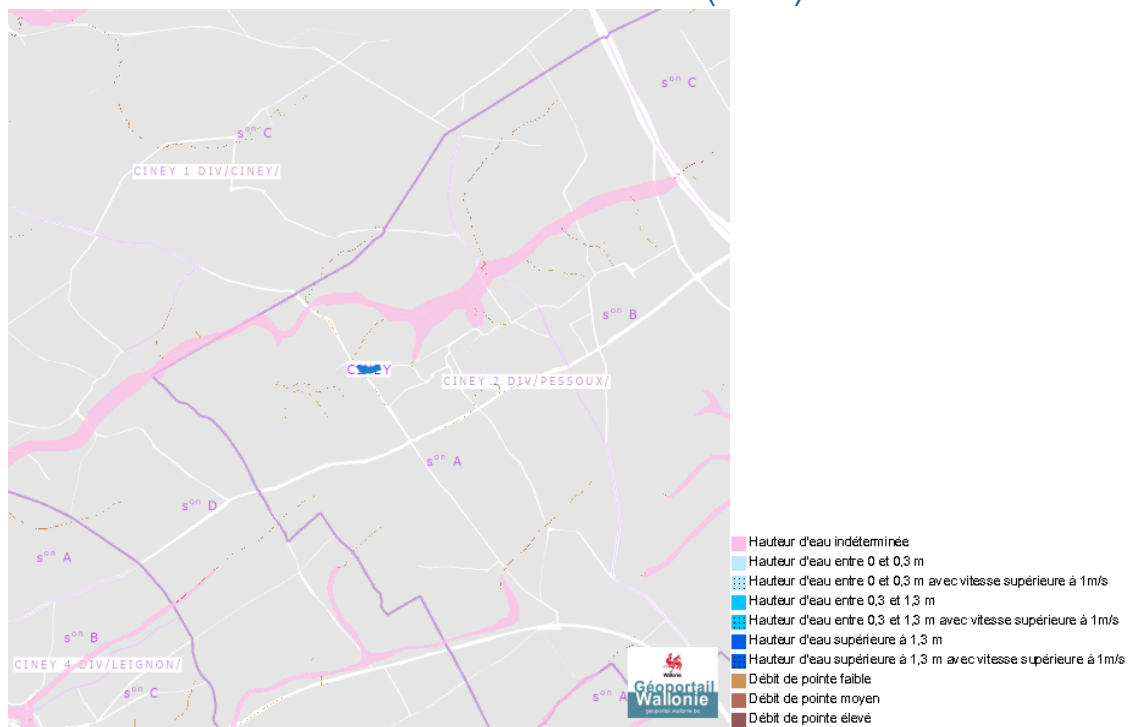 sᵒⁿ C
sᵒⁿ C
CINEY 1 DIV/CINEY/
sᵒⁿ B
CINEY
CINEY 2 DIV/PESSOUX/
sᵒⁿ A
sᵒⁿ D
sᵒⁿ A
sᵒⁿ B
CINEY 4 DIV/LEIGNON/
sᵒⁿ C
sᵒⁿ A
Wallonie
Géoportail
Wallonie
geoportail.wallonie.be
Hauteur d'eau indéterminée
Hauteur d'eau entre 0 et 0,3 m
Hauteur d'eau entre 0 et 0,3 m avec vitesse supérieure à 1m/s
Hauteur d'eau entre 0,3 et 1,3 m
Hauteur d'eau entre 0,3 et 1,3 m avec vitesse supérieure à 1m/s
Hauteur d'eau supérieure à 1,3 m
Hauteur d'eau supérieure à 1,3 m avec vitesse supérieure à 1m/s
Débit de pointe faible
Débit de pointe moyen
Débit de pointe élevé